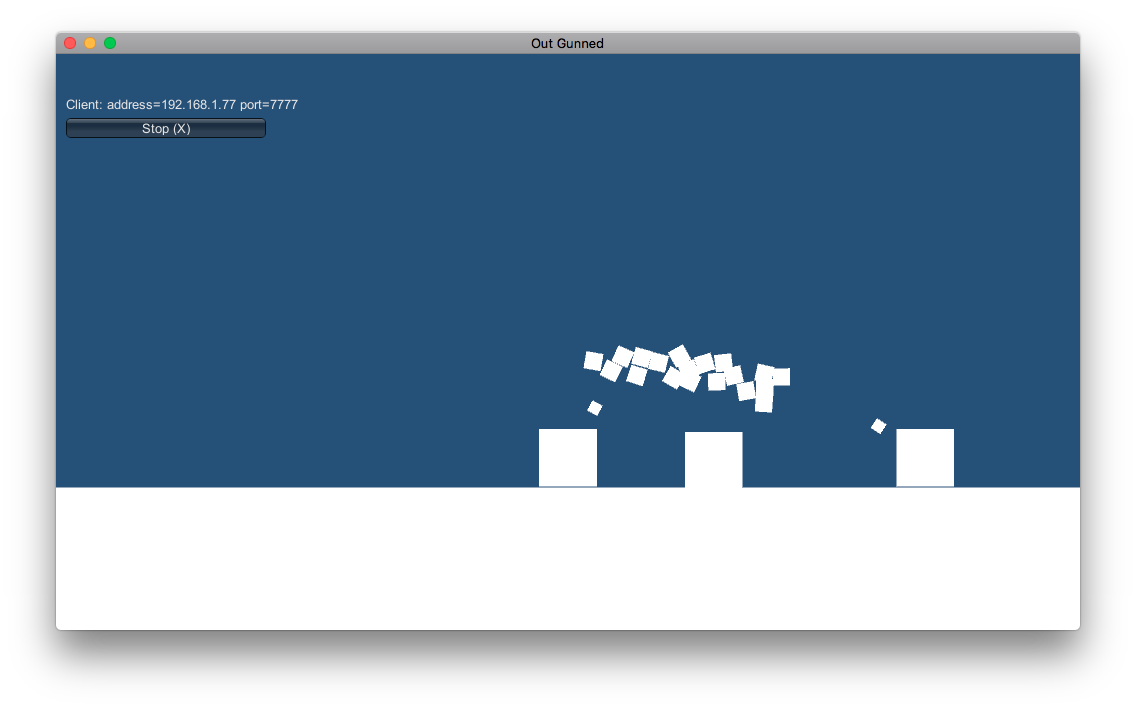 Out Gunned
Client: address=192.168.1.77 port=7777
Stop (X)